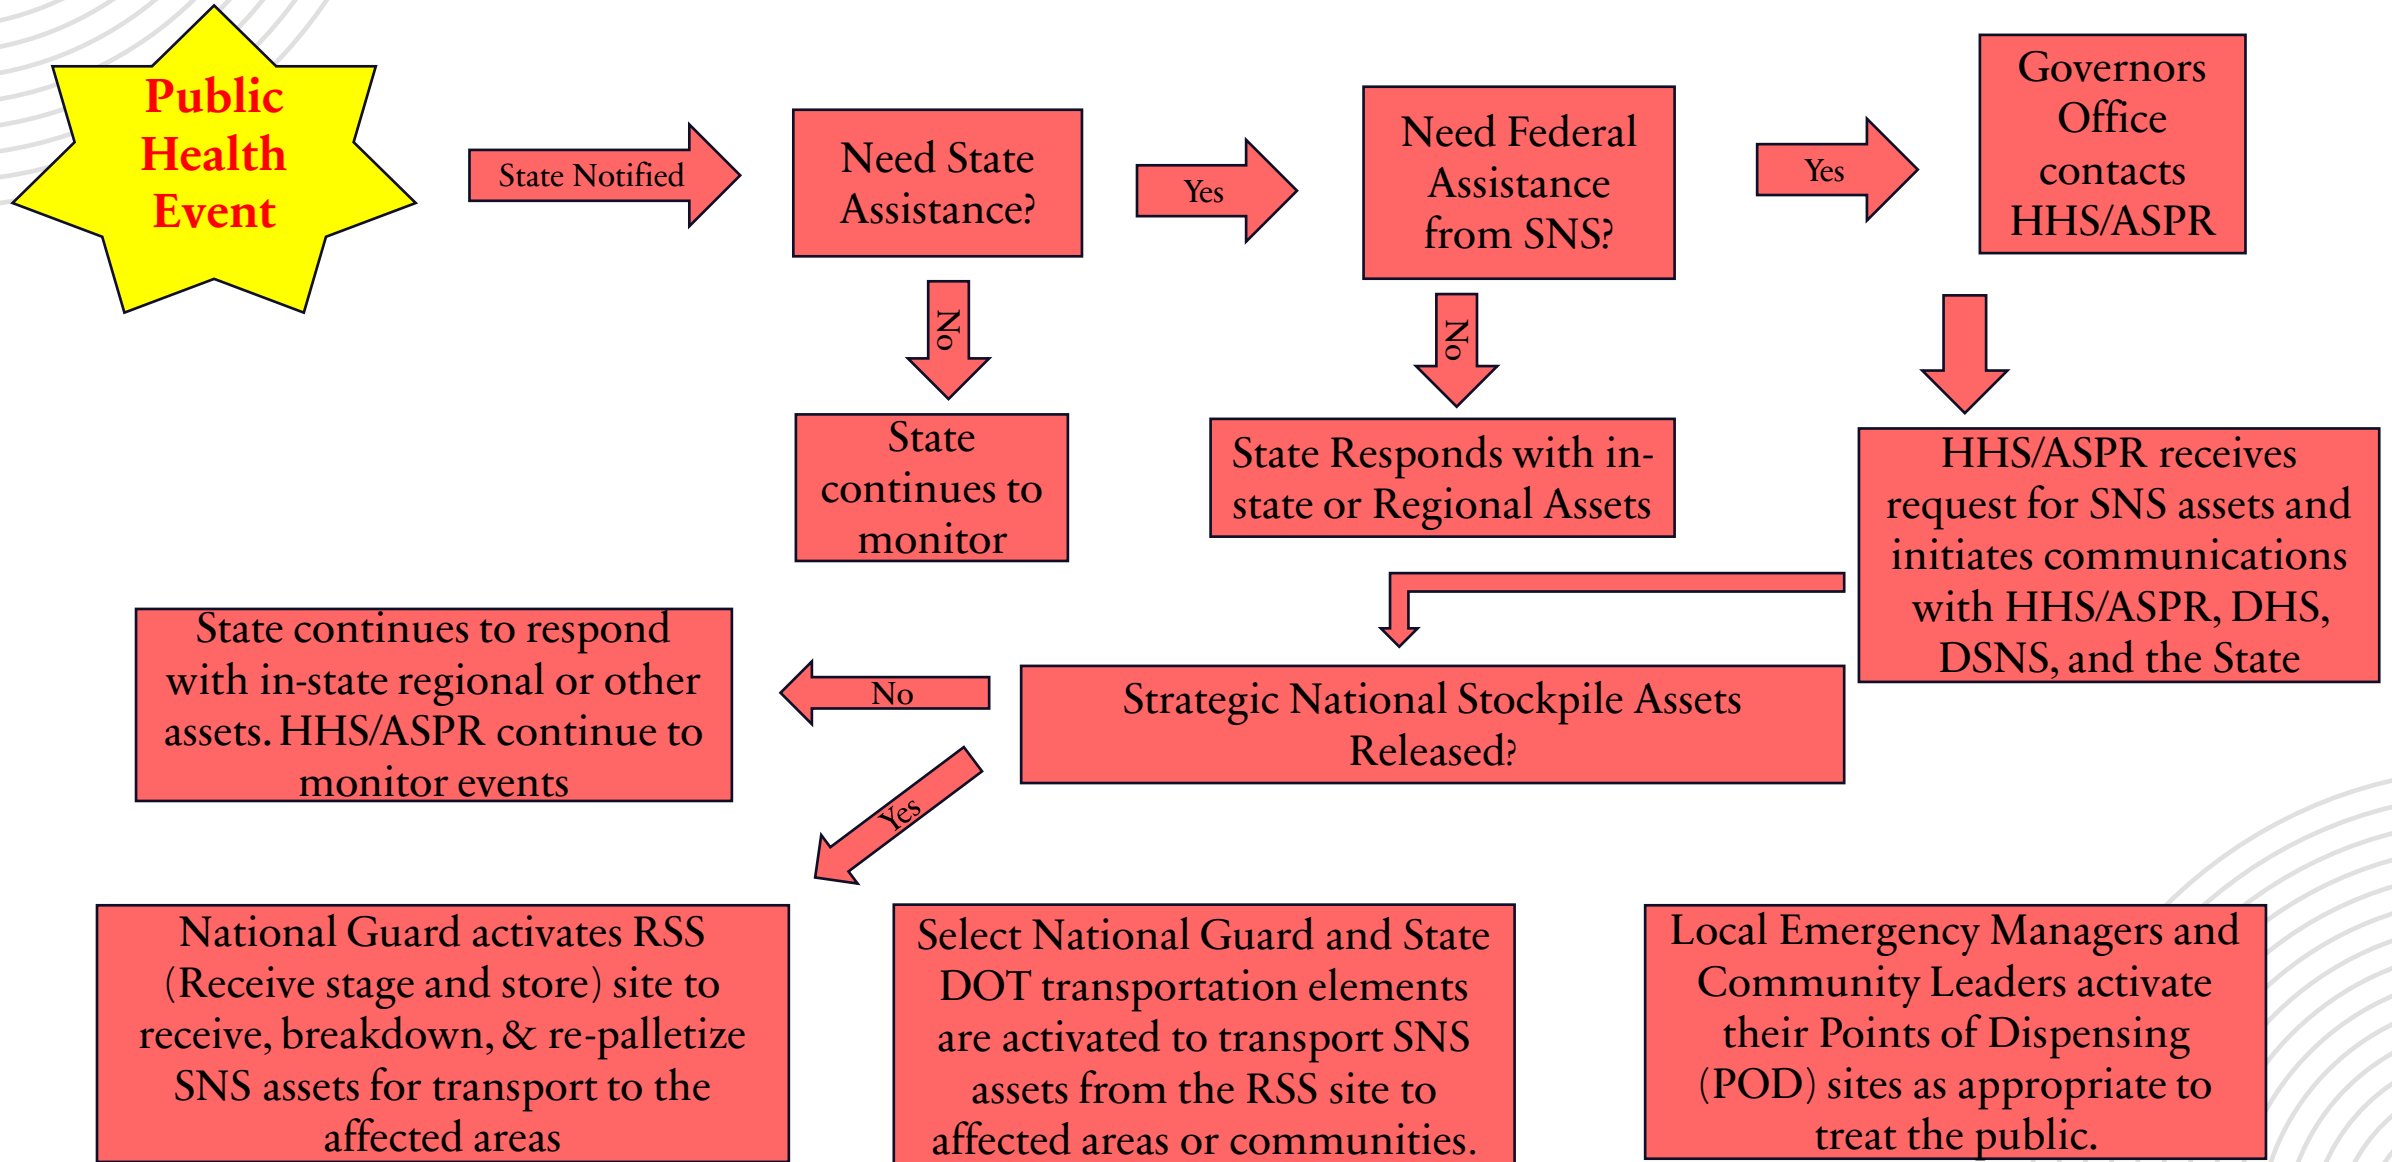 Public
Health
Event
State Notified
Need State
Assistance?
Yes
Need Federal
Assistance
from SNS?
Yes
Governors
Office
contacts
HHS/ASPR
No
No
State
continues to
monitor
State Responds with in-
state or Regional Assets
HHS/ASPR receives
request for SNS assets and
initiates communications
with HHS/ASPR, DHS,
DSNS, and the State
State continues to respond
with in-state regional or other
assets. HHS/ASPR continue to
monitor events
No
Strategic National Stockpile Assets
Released?
Yes
National Guard activates RSS
(Receive stage and store) site to
receive, breakdown, & re-palletize
SNS assets for transport to the
affected areas
Select National Guard and State
DOT transportation elements
are activated to transport SNS
assets from the RSS site to
affected areas or communities.
Local Emergency Managers and
Community Leaders activate
their Points of Dispensing
(POD) sites as appropriate to
treat the public.